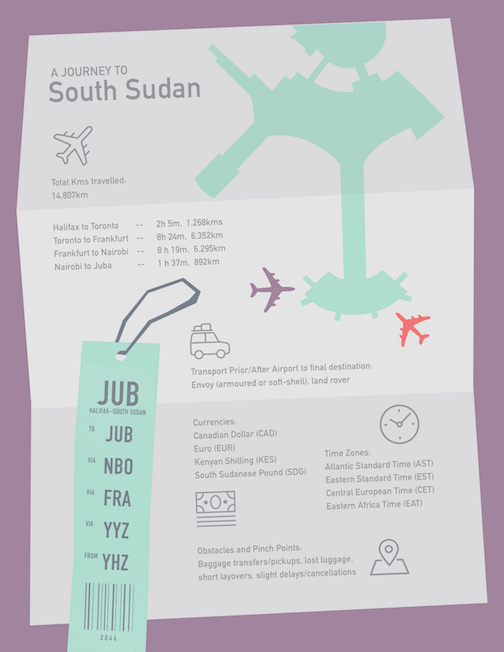 A JOURNEY TO
South Sudan
Total Kms travelled:
14,807km
Halifax to Toronto -- 2h 5m, 1,268kms
Toronto to Frankfurt -- 8h 24m, 6,352km
Frankfurt to Nairobi -- 8 h 19m, 6,295km
Nairobi to Juba -- 1 h 37m, 892km
Transport Prior/After Airport to final destination:
Envoy (armoured or soft-shell), land rover
JUB
HALIFAX–SOUTH SUDAN
TO JUB
VIA NBO
VIA FRA
VIA YYZ
FROM YHZ
2046
Currencies:
Canadian Dollar (CAD)
Euro (EUR)
Kenyan Shilling (KES)
South Sudanese Pound (SDG)
Time Zones:
Atlantic Standard Time (AST)
Eastern Standard Time (EST)
Central European Time (CET)
Eastern Africa Time (EAT)
Obstacles and Pinch Points:
Baggage transfers/pickups, lost luggage,
short layovers, slight delays/cancellations